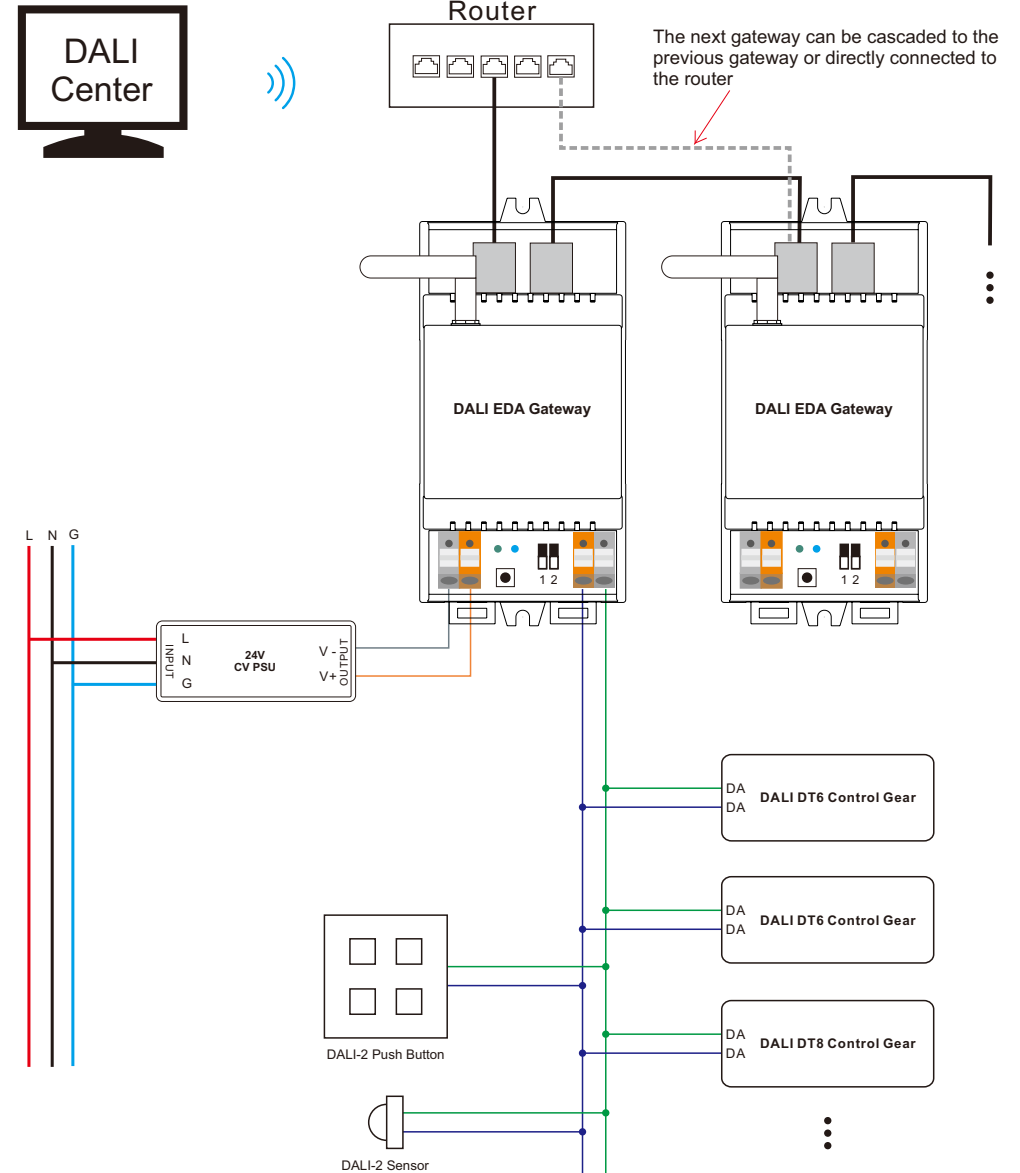 Router
DALI
Center
The next gateway can be cascaded to the
previous gateway or directly connected to
the router
DALI EDA Gateway
DALI EDA Gateway
1 2
1 2
L N G
INPUT
L
N
G
24V
CV PSU
V -
V+
OUTPUT
DA
DA
DALI DT6 Control Gear
DA
DA
DALI DT6 Control Gear
DALI-2 Push Button
DA
DA
DALI DT8 Control Gear
DALI-2 Sensor